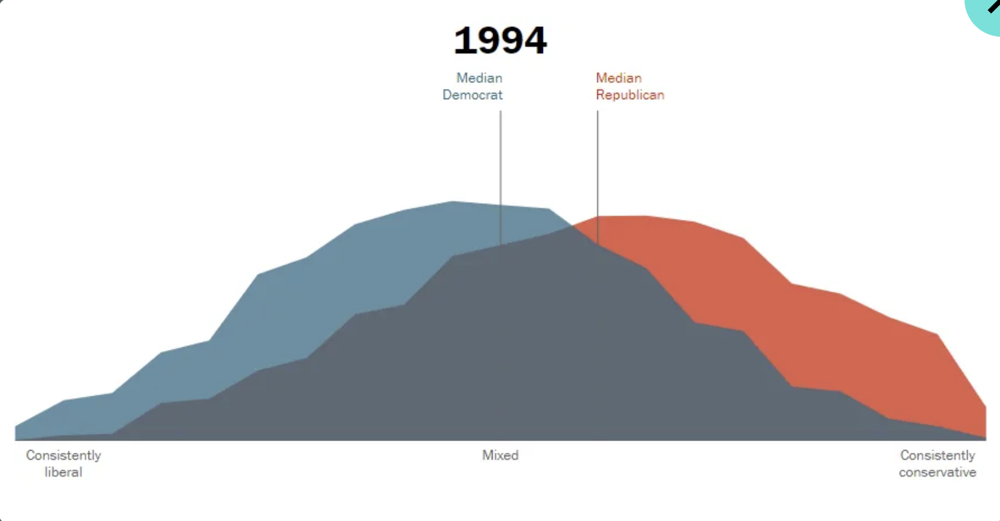 1994
Median
Democrat
Median
Republican
Consistently
liberal
Mixed
Consistently
conservative